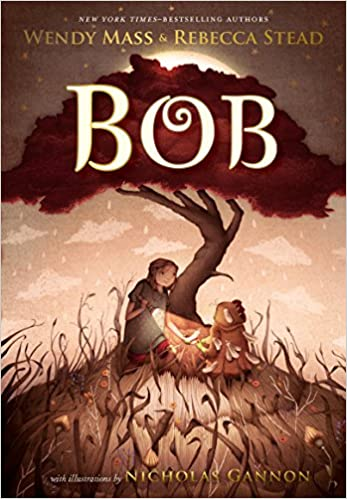 NEW YORK TIMES–BESTSELLING AUTHORS
WENDY MASS & REBECCA STEAD
BOB
with illustrations by NICHOLAS GANNON